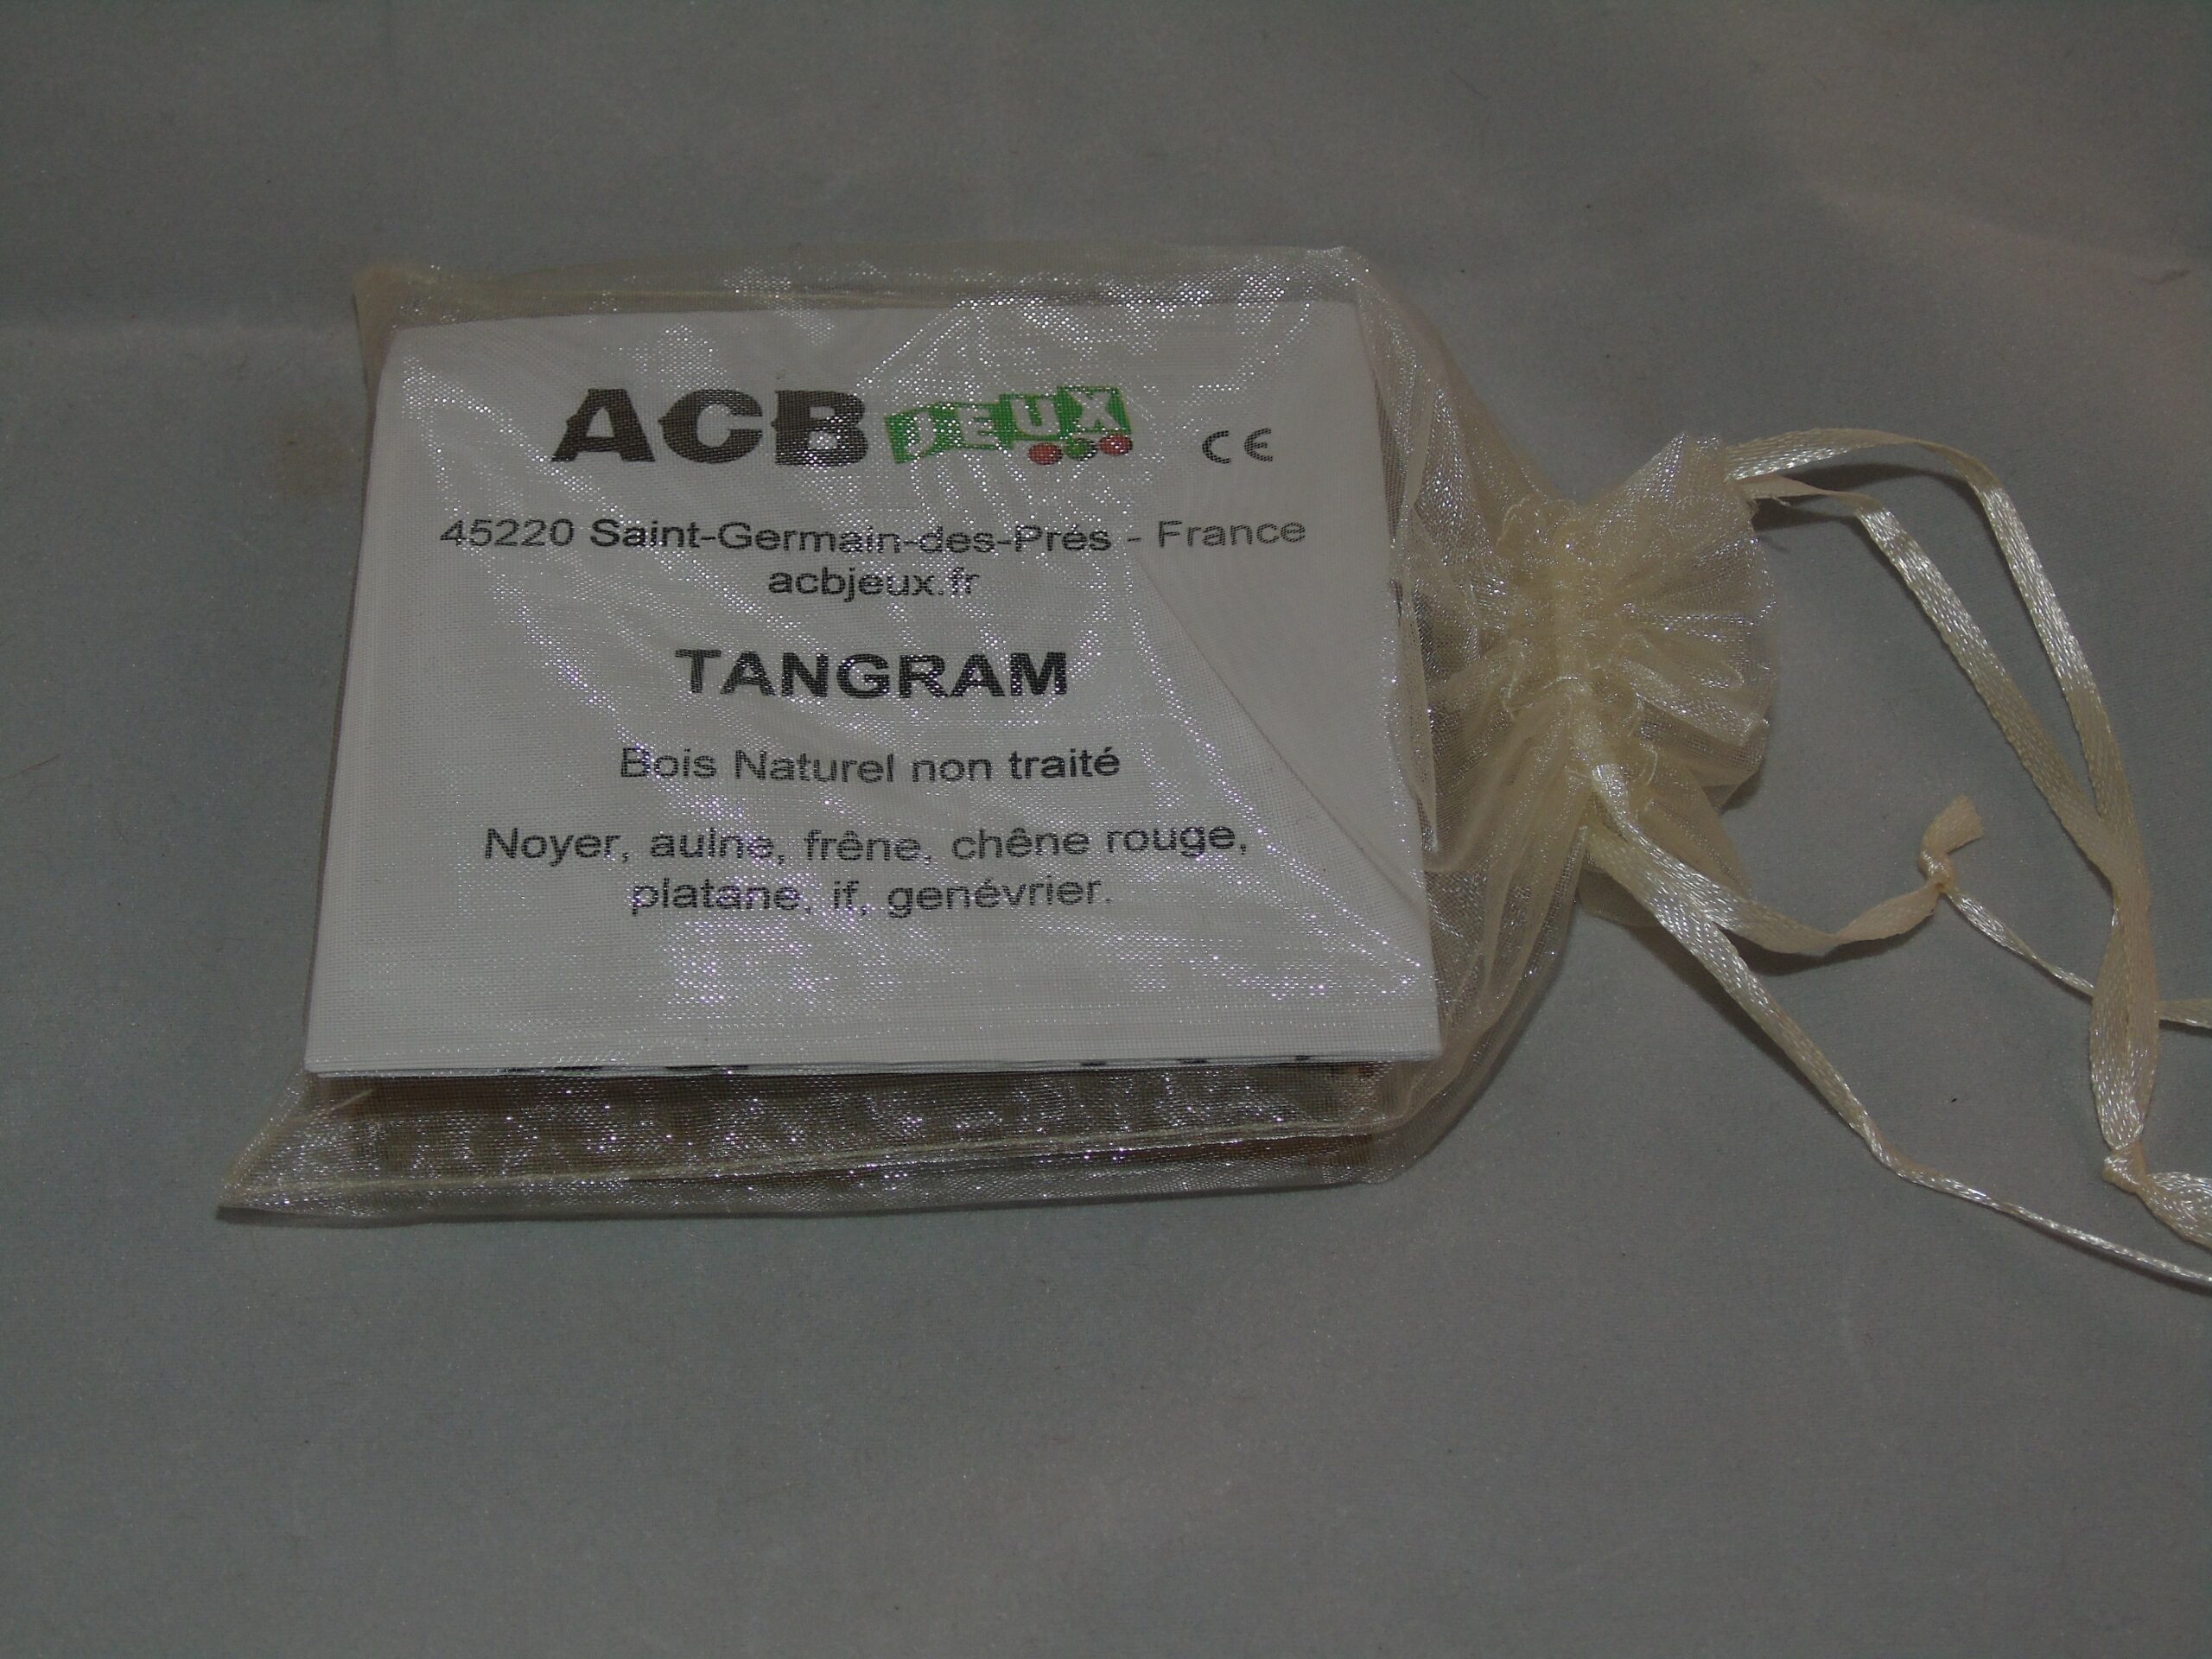 ACB JEUX CE
45220 Saint-Germain-des-Prés - France
acbjeux.fr
TANGRAM
Bois Naturel non traité
Noyer, aulne, frêne, chêne rouge,
platane, if, genévrier.